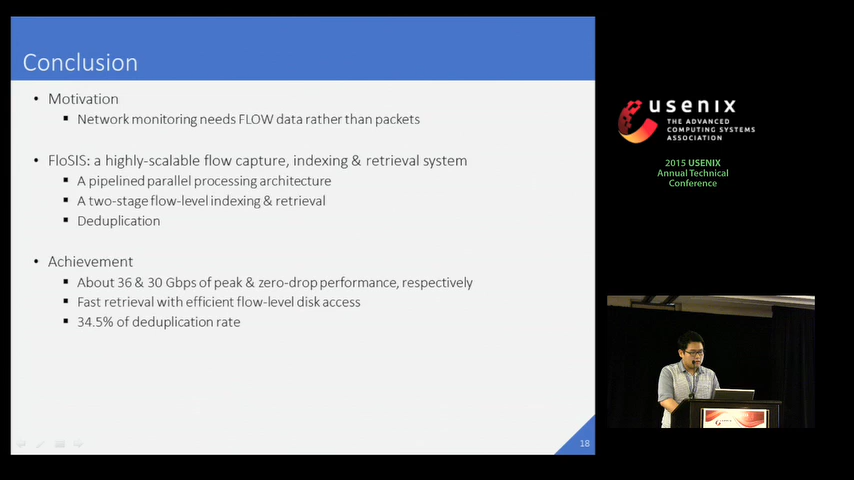 Conclusion
• Motivation
▪ Network monitoring needs FLOW data rather than packets
• FloSIS: a highly-scalable flow capture, indexing & retrieval system
▪ A pipelined parallel processing architecture
▪ A two-stage flow-level indexing & retrieval
▪ Deduplication
• Achievement
▪ About 36 & 30 Gbps of peak & zero-drop performance, respectively
▪ Fast retrieval with efficient flow-level disk access
▪ 34.5% of deduplication rate
18
usenix
THE ADVANCED
COMPUTING SYSTEMS
ASSOCIATION
2015 USENIX
Annual Technical
Conference